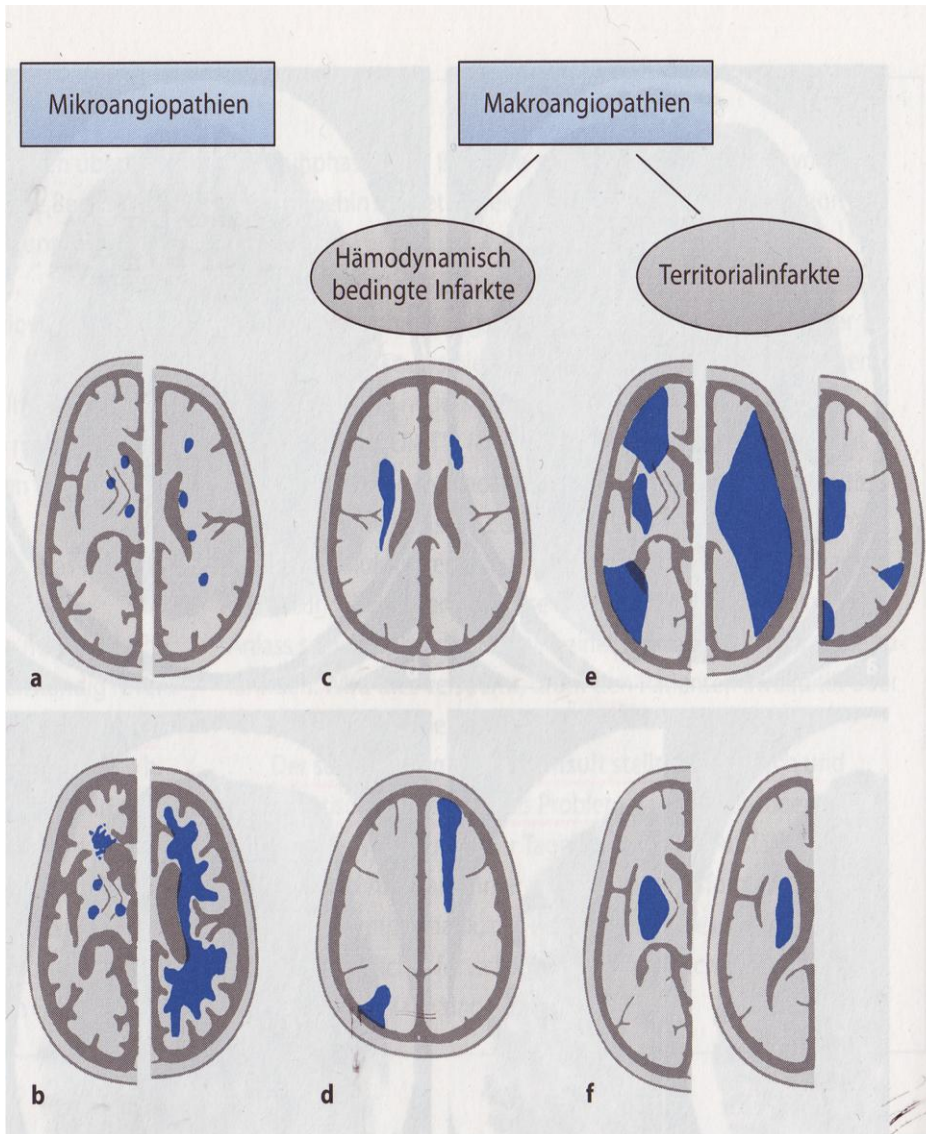 Mikroangiopathien
Makroangiopathien
Hämodynamisch
bedingte Infarkte
Territorialinfarkte
a
c
e
b
d
f